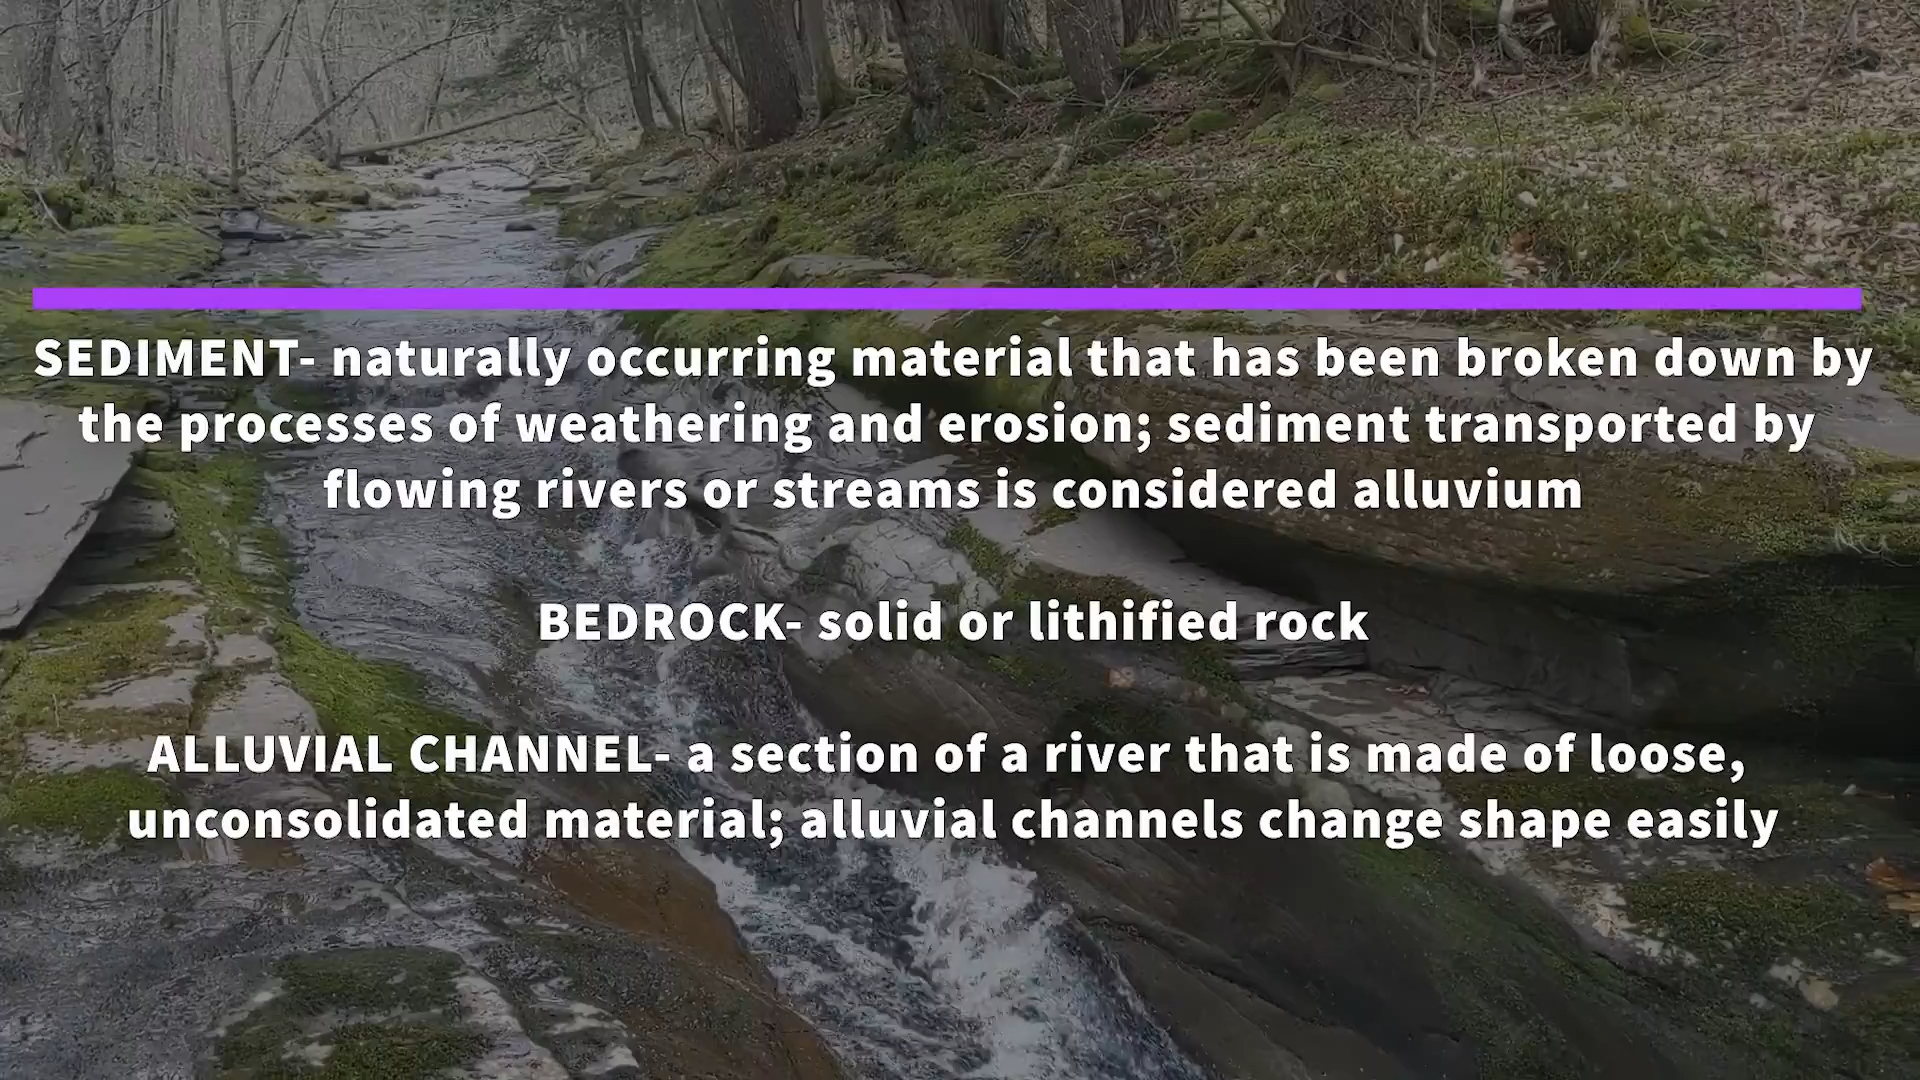 SEDIMENT- naturally occurring material that has been broken down by
the processes of weathering and erosion; sediment transported by
flowing rivers or streams is considered alluvium
BEDROCK- solid or lithified rock
ALLUVIAL CHANNEL- a section of a river that is made of loose,
unconsolidated material; alluvial channels change shape easily